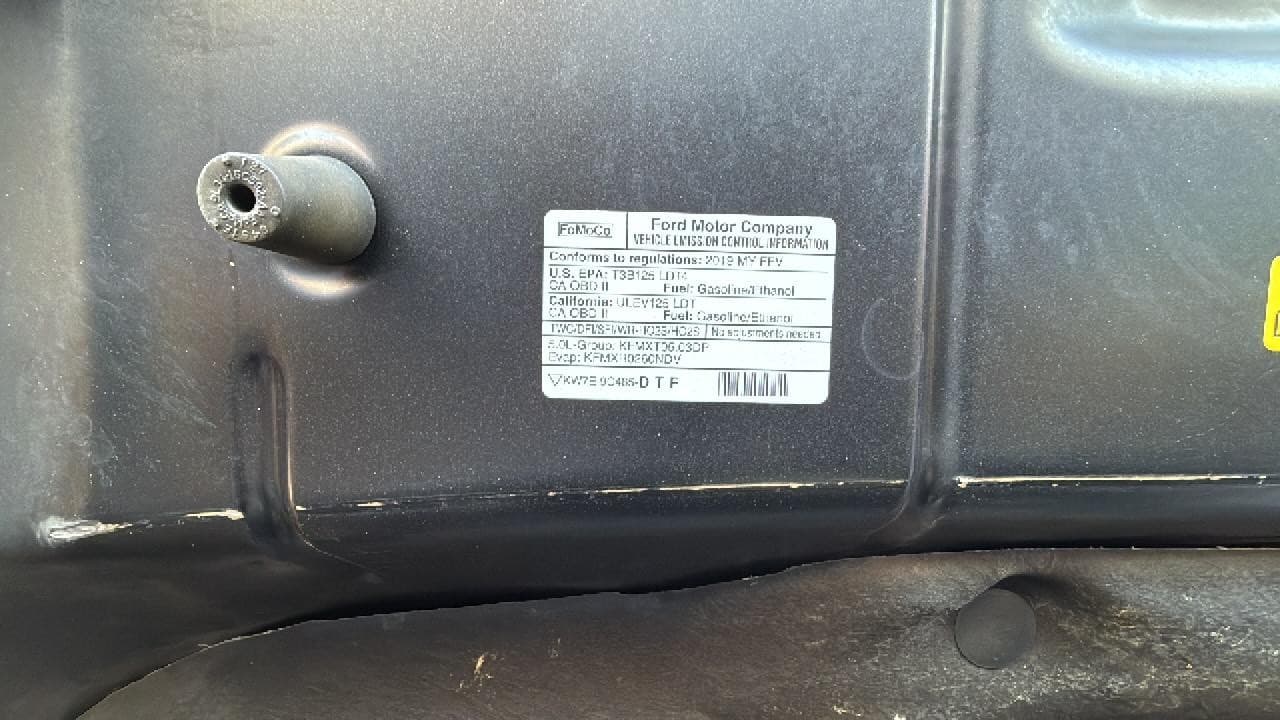 FoMoCo
Ford Motor Company
VEHICLE EMISSION CONTROL INFORMATION
Conforms to regulations: 2019 MY FFV
U.S. EPA: T3B125 LDT4
CA OBD II Fuel: Gasoline/Ethanol
California: ULEV125 LDT
CA OBD II Fuel: Gasoline/Ethanol
No adjustments needed
5.0L-Group:
Evap:
D T F